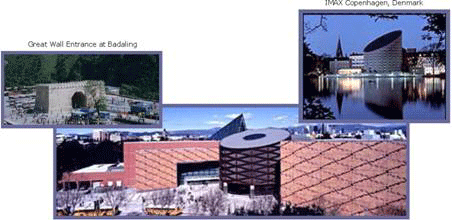 IMAX Copenhagen, Denmark
Great Wall Entrance at Badaling